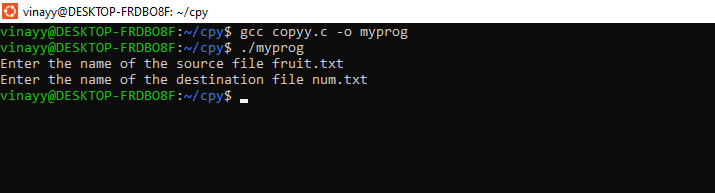 vinayy@DESKTOP-FRDBO8F: ~/cpy
vinayy@DESKTOP-FRDBO8F:~/cpy$ gcc copyy.c -o myprog
vinayy@DESKTOP-FRDBO8F:~/cpy$ ./myprog
Enter the name of the source file fruit.txt
Enter the name of the destination file num.txt
vinayy@DESKTOP-FRDBO8F:~/cpy$